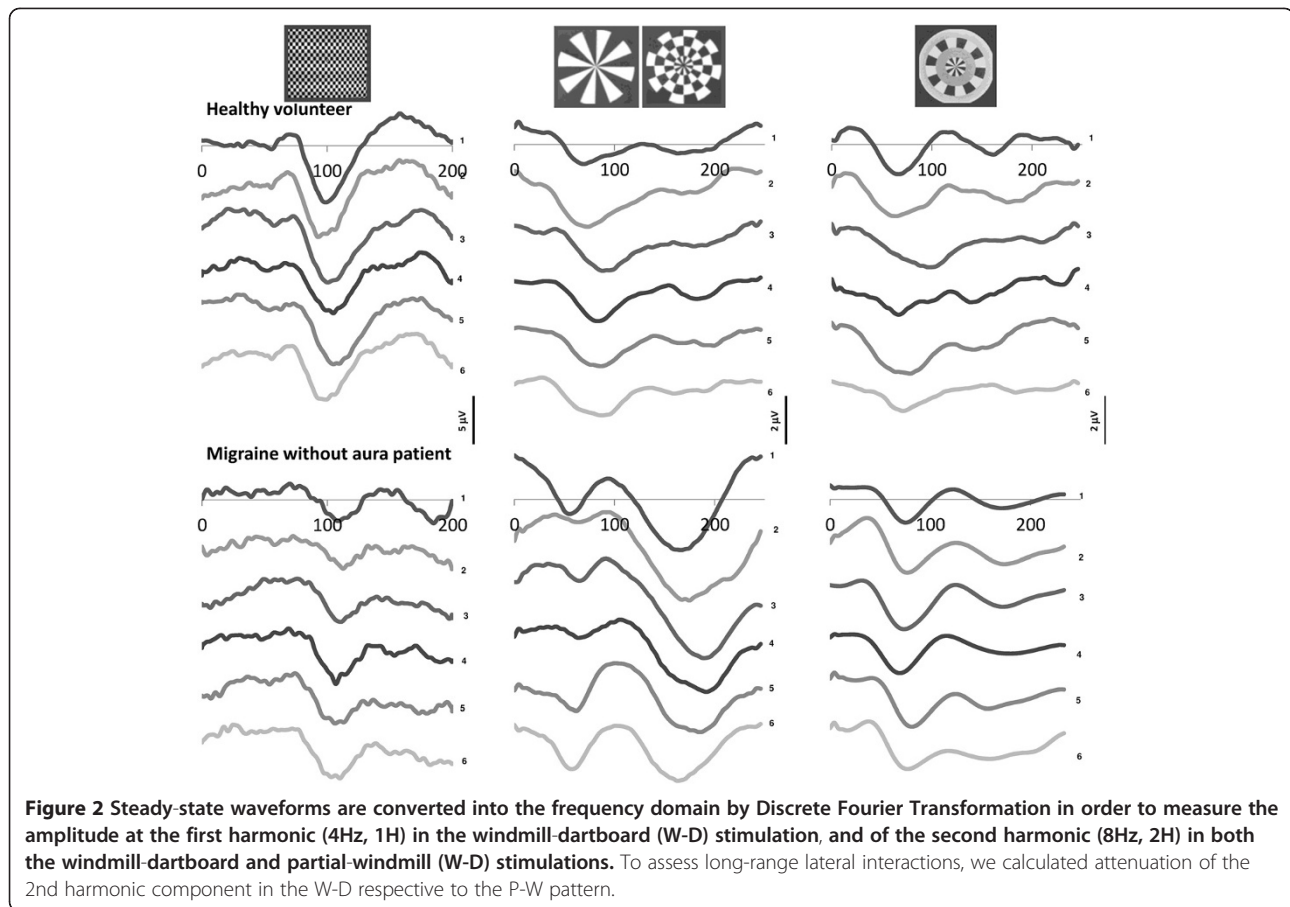 Healthy volunteer
1
0 100 200
2
3
4
5
6
5 µV
1
0 100 200
2
3
4
5
6
2 µV
1
0 100 200
2
3
4
5
6
2 µV
Migraine without aura patient
1
0 100 200
2
3
4
5
6
1
0 100 200
2
3
4
5
6
1
0 100 200
2
3
4
5
6
Figure 2 Steady-state waveforms are converted into the frequency domain by Discrete Fourier Transformation in order to measure the
amplitude at the first harmonic (4Hz, 1H) in the windmill-dartboard (W-D) stimulation, and of the second harmonic (8Hz, 2H) in both
the windmill-dartboard and partial-windmill (W-D) stimulations. To assess long-range lateral interactions, we calculated attenuation of the
2nd harmonic component in the W-D respective to the P-W pattern.